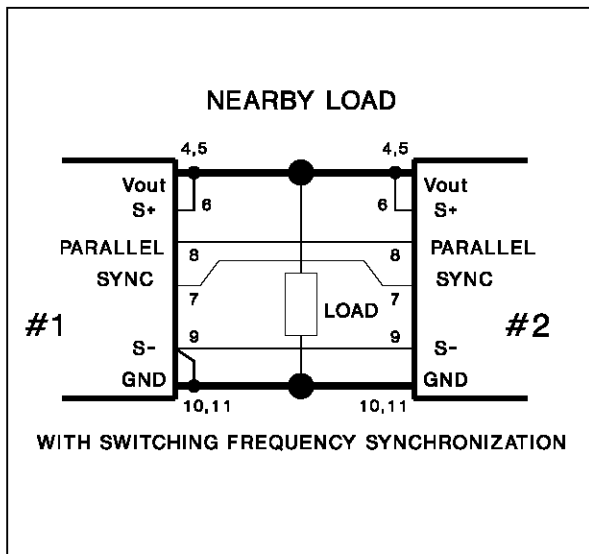 NEARBY LOAD
4,5 4,5
Vout Vout
S+ 6 6 S+
PARALLEL 8 8 PARALLEL
SYNC 7 7 SYNC
LOAD
#1 #2
S- 9 9 S-
GND GND
10,11 10,11
WITH SWITCHING FREQUENCY SYNCHRONIZATION